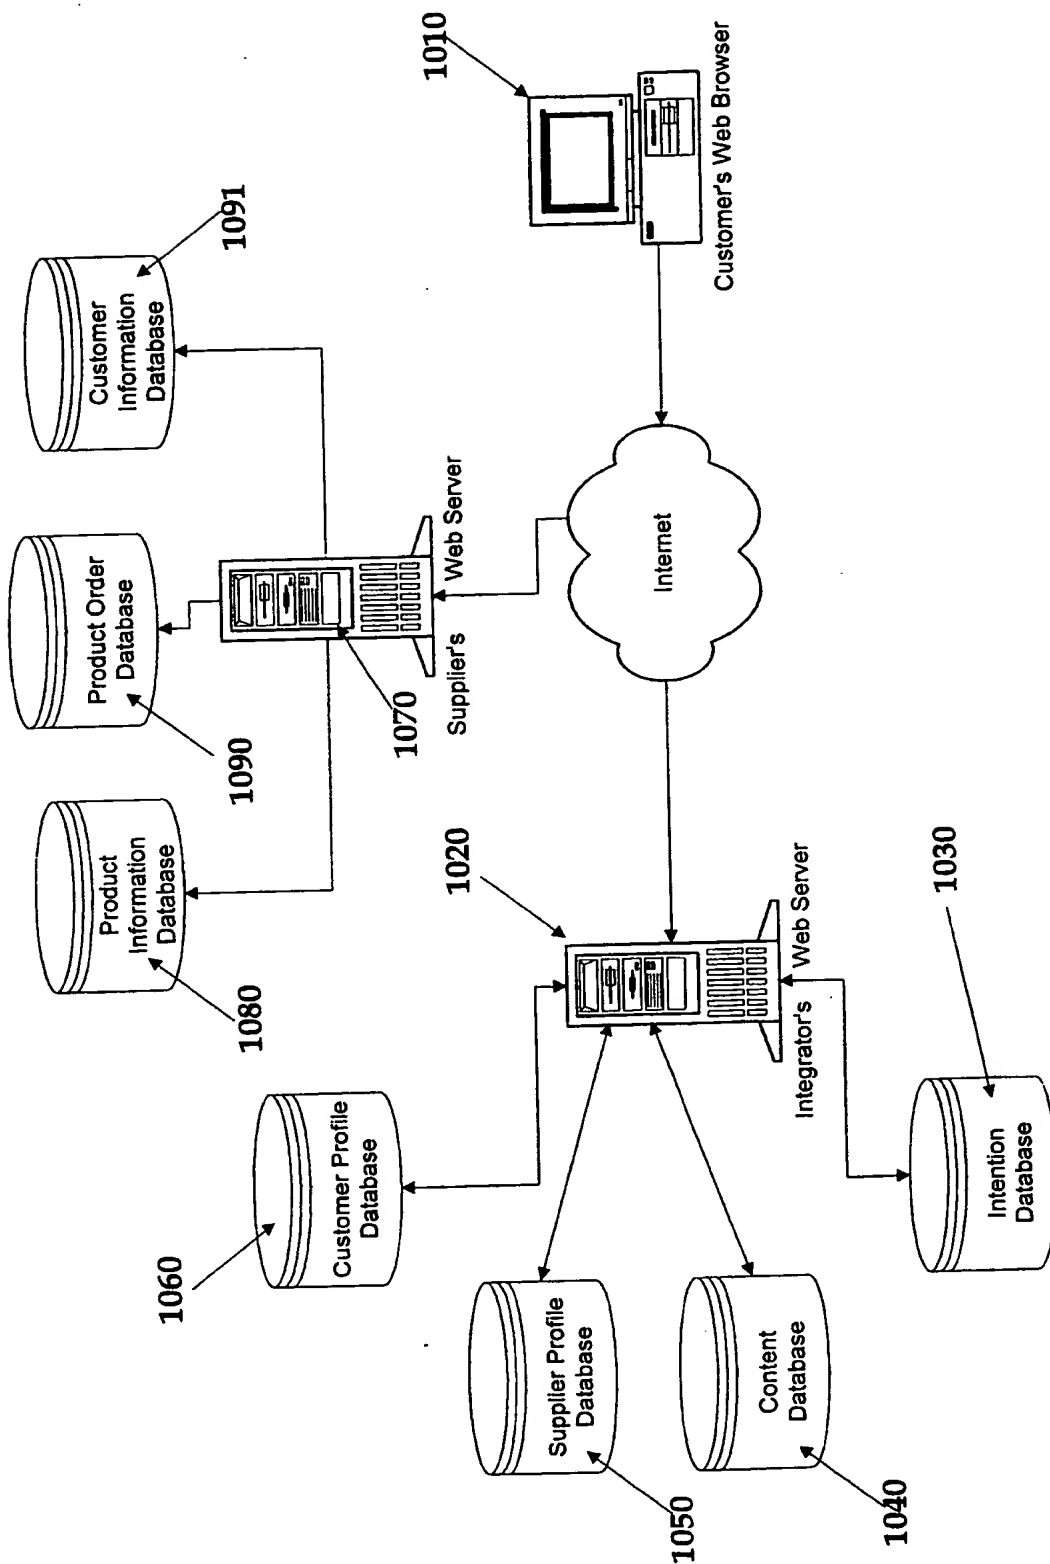 1010
Customer's Web Browser
1091
Customer
Information
Database
Product Order
Database
1090
Product
Information
Database
1080
Supplier's
Web Server
1070
Internet
1020
Integrator's
Web Server
1030
Intention
Database
Customer Profile
Database
1060
Supplier Profile
Database
1050
Content
Database
1040